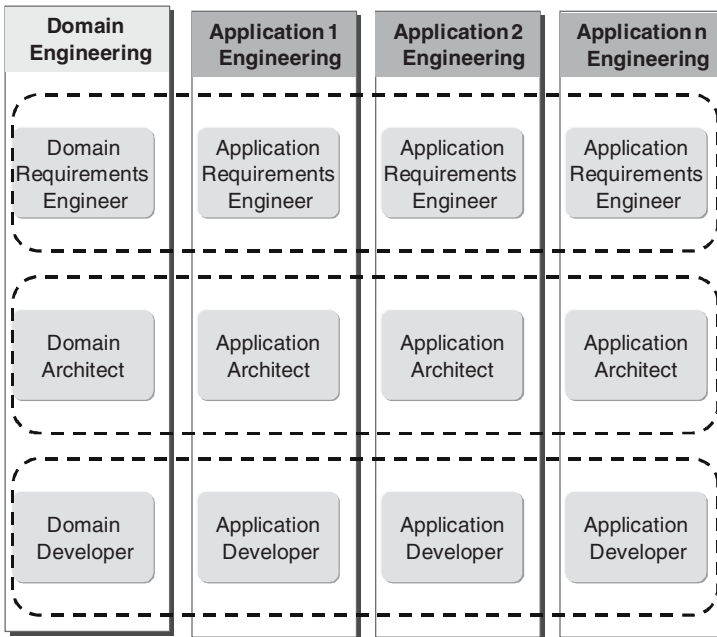 Domain
Engineering
Application 1
Engineering
Application 2
Engineering
Application n
Engineering
Domain
Requirements
Engineer
Application
Requirements
Engineer
Application
Requirements
Engineer
Application
Requirements
Engineer
Domain
Architect
Application
Architect
Application
Architect
Application
Architect
Domain
Developer
Application
Developer
Application
Developer
Application
Developer